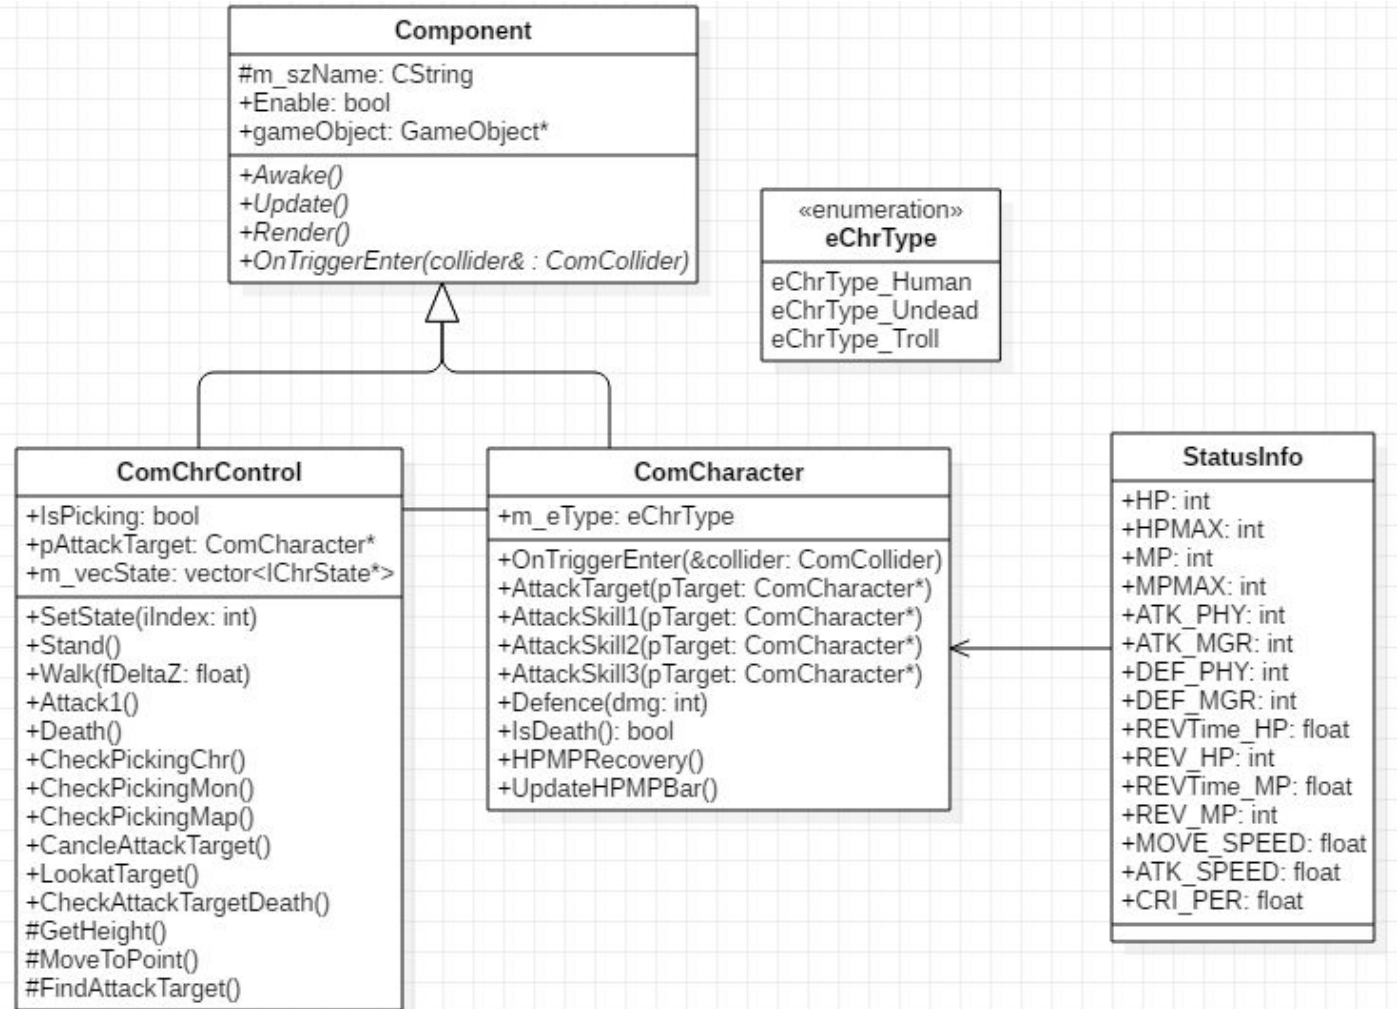 Component
#m_szName: CString
+Enable: bool
+gameObject: GameObject*
+Awake()
+Update()
+Render()
+OnTriggerEnter(collider& : ComCollider)
«enumeration»
eChrType
eChrType_Human
eChrType_Undead
eChrType_Troll
ComChrControl
+IsPicking: bool
+pAttackTarget: ComCharacter*
+m_vecState: vector<IChrState*>
+SetState(iIndex: int)
+Stand()
+Walk(fDeltaZ: float)
+Attack1()
+Death()
+CheckPickingChr()
+CheckPickingMon()
+CheckPickingMap()
+CancleAttackTarget()
+LookatTarget()
+CheckAttackTargetDeath()
#GetHeight()
#MoveToPoint()
#FindAttackTarget()
ComCharacter
+m_eType: eChrType
+OnTriggerEnter(&collider: ComCollider)
+AttackTarget(pTarget: ComCharacter*)
+AttackSkill1(pTarget: ComCharacter*)
+AttackSkill2(pTarget: ComCharacter*)
+AttackSkill3(pTarget: ComCharacter*)
+Defence(dmg: int)
+IsDeath(): bool
+HPMPRecovery()
+UpdateHPMPBar()
StatusInfo
+HP: int
+HPMAX: int
+MP: int
+MPMAX: int
+ATK_PHY: int
+ATK_MGR: int
+DEF_PHY: int
+DEF_MGR: int
+REVTime_HP: float
+REV_HP: int
+REVTime_MP: float
+REV_MP: int
+MOVE_SPEED: float
+ATK_SPEED: float
+CRI_PER: float